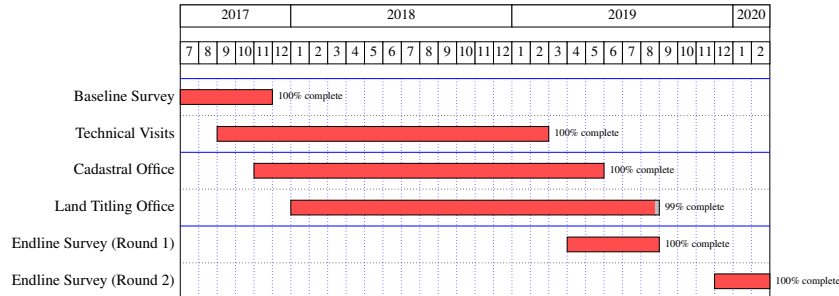 2017 2018 2019 2020
7 8 9 10 11 12 1 2 3 4 5 6 7 8 9 10 11 12 1 2 3 4 5 6 7 8 9 10 11 12 1 2
Baseline Survey 100% complete
Technical Visits 100% complete
Cadastral Office 100% complete
Land Titling Office 99% complete
Endline Survey (Round 1) 100% complete
Endline Survey (Round 2) 100% complete